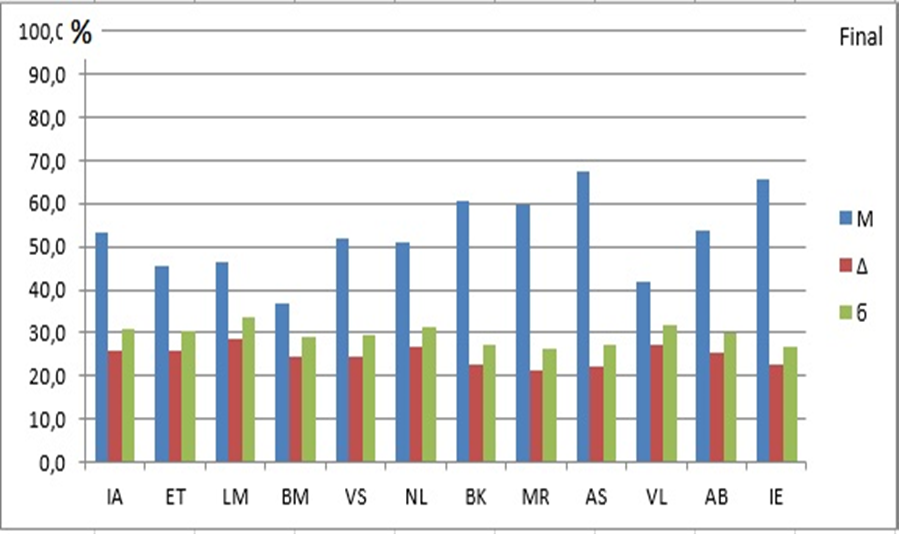 100,0 %
Final
90,0
80,0
70,0
60,0
50,0
40,0
30,0
20,0
10,0
0,0
М
Δ
б
IA ET LM BM VS NL BK MR AS VL AB IE